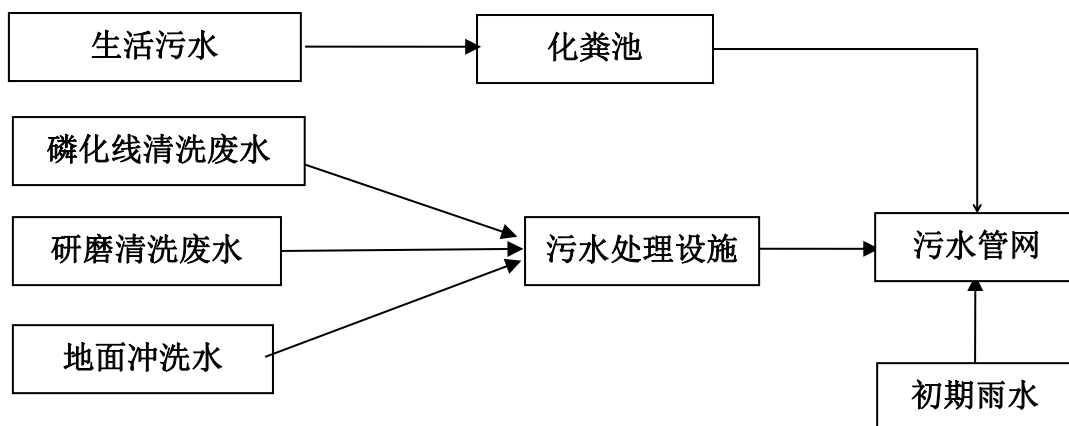 生活污水
化粪池
磷化线清洗废水
研磨清洗废水
污水处理设施
污水管网
地面冲洗水
初期雨水